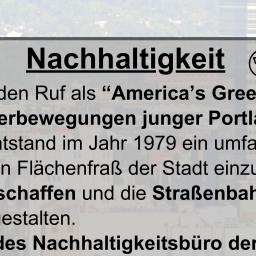 Nachhaltigkeit
den Ruf als “America’s Gree
erbewegungen junger Portla
tstand im Jahr 1979 ein umfa
n Flächenfraß der Stadt einzu
schaffen und die Straßenbah
estalten.
des Nachhaltigkeitsbüro der